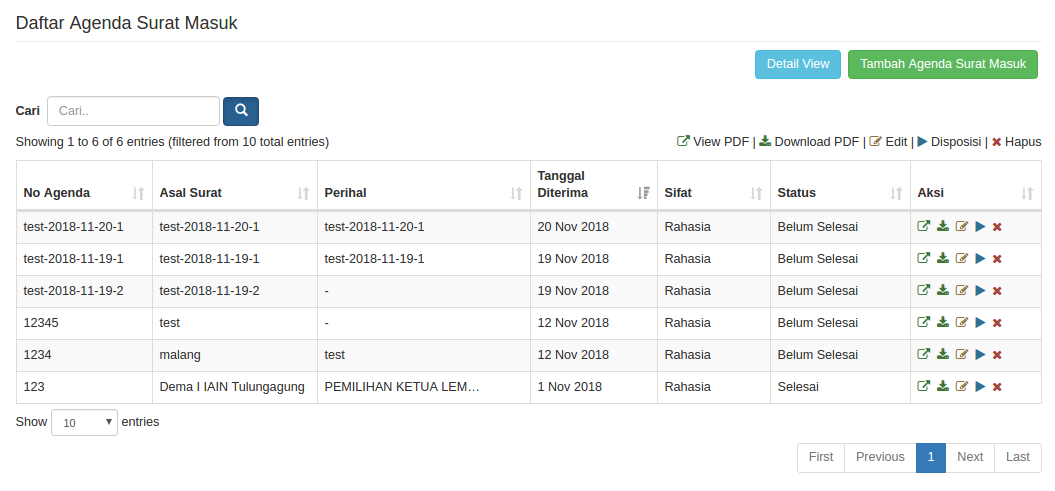 Daftar Agenda Surat Masuk
Detail View Tambah Agenda Surat Masuk
Cari Cari..
Showing 1 to 6 of 6 entries (filtered from 10 total entries) View PDF | Download PDF | Edit | Disposisi | Hapus
No Agenda Asal Surat Perihal Tanggal Diterima Sifat Status Aksi
test-2018-11-20-1 test-2018-11-20-1 test-2018-11-20-1 20 Nov 2018 Rahasia Belum Selesai
test-2018-11-19-1 test-2018-11-19-1 test-2018-11-19-1 19 Nov 2018 Rahasia Belum Selesai
test-2018-11-19-2 test-2018-11-19-2 - 19 Nov 2018 Rahasia Belum Selesai
12345 test - 12 Nov 2018 Rahasia Belum Selesai
1234 malang test 12 Nov 2018 Rahasia Belum Selesai
123 Dema I IAIN Tulungagung PEMILIHAN KETUA LEM... 1 Nov 2018 Rahasia Selesai
Show 10 entries
First Previous 1 Next Last